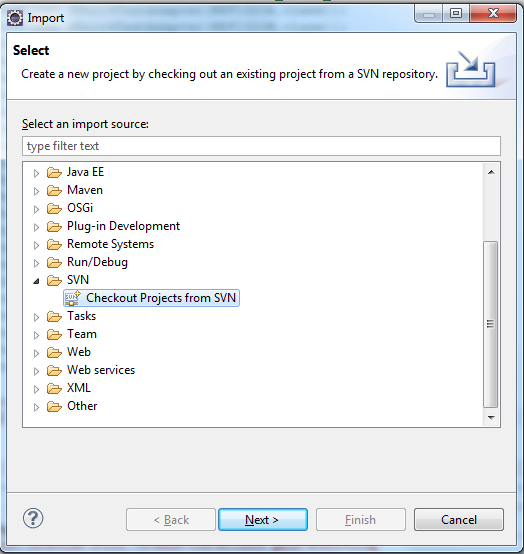 Import
Select
Create a new project by checking out an existing project from a SVN repository.
Select an import source:
type filter text
Java EE
Maven
OSGi
Plug-in Development
Remote Systems
Run/Debug
SVN
Checkout Projects from SVN
Tasks
Team
Web
Web services
XML
Other
< Back
Next >
Finish
Cancel